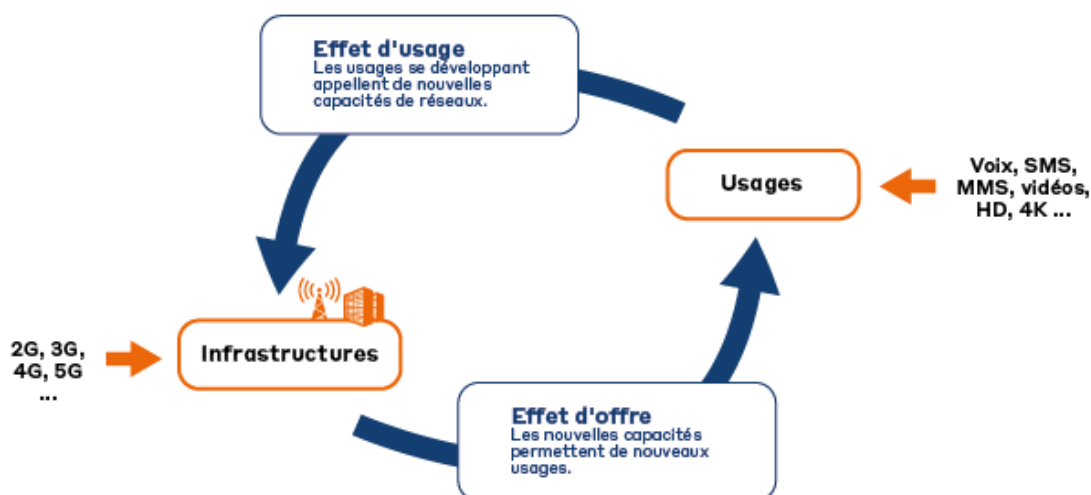 Effet d'usage
Les usages se développant
appellent de nouvelles
capacités de réseaux.
Usages
Voix, SMS,
MMS, vidéos,
HD, 4K ...
Infrastructures
2G, 3G,
4G, 5G
...
Effet d'offre
Les nouvelles capacités
permettent de nouveaux
usages.